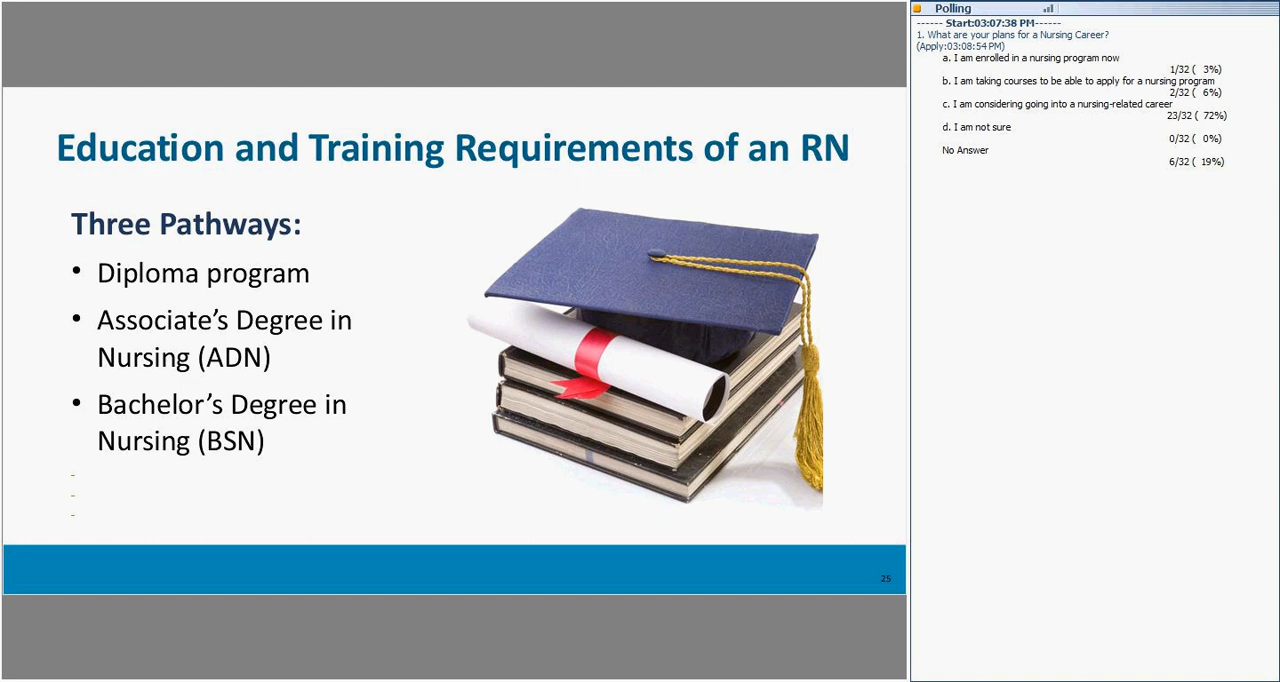 Education and Training Requirements of an RN
Three Pathways:
• Diploma program
• Associate’s Degree in
Nursing (ADN)
• Bachelor’s Degree in
Nursing (BSN)
-
-
-
25
Polling
------ Start:03:07:38 PM------
1. What are your plans for a Nursing Career?
(Apply:03:08:54 PM)
a. I am enrolled in a nursing program now
1/32 ( 3%)
b. I am taking courses to be able to apply for a nursing program
2/32 ( 6%)
c. I am considering going into a nursing-related career
23/32 ( 72%)
d. I am not sure
0/32 ( 0%)
No Answer
6/32 ( 19%)